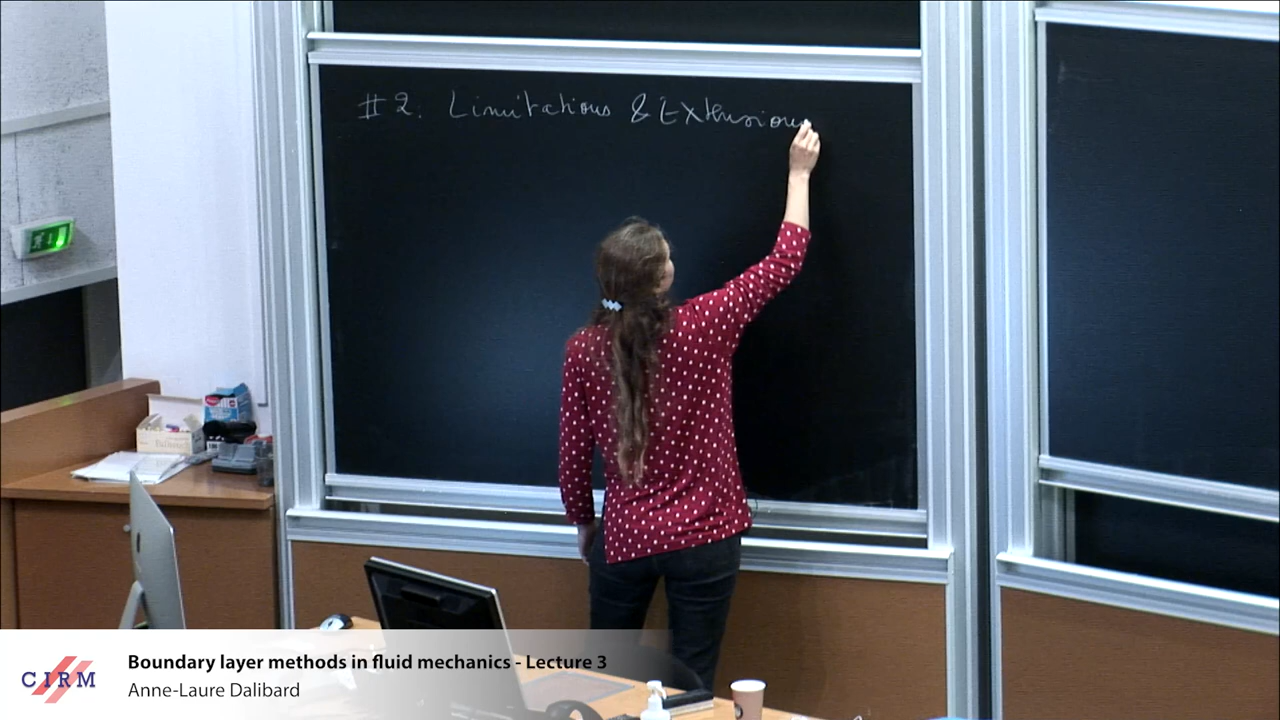 #2. Limitations & Extensions
CIRM
Boundary layer methods in fluid mechanics - Lecture 3
Anne-Laure Dalibard